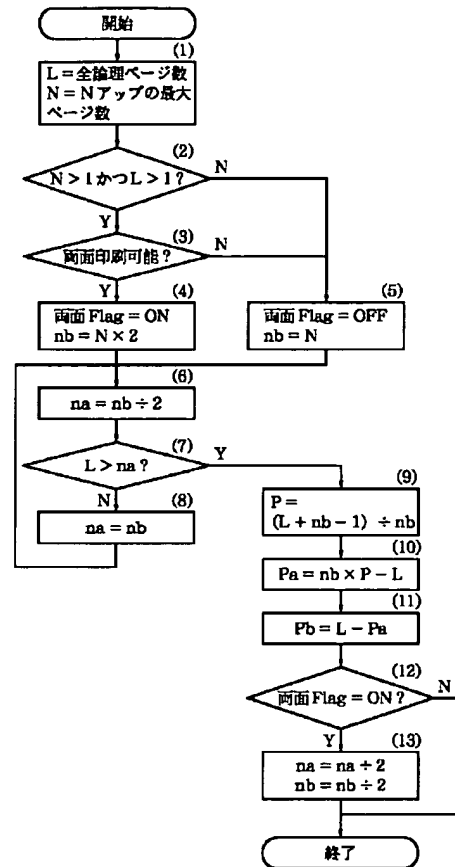 開始
(1)
L=全論理ページ数
N=Nアップの最大
ページ数
(2)
N>1かつL>1?
N
Y
(3)
両面印刷可能?
N
Y
(4)
両面Flag=ON
nb=N×2
(5)
両面Flag=OFF
nb=N
(6)
na=nb÷2
(7)
L>na?
Y
N
(8)
na=nb
(9)
P=
(L+nb-1) ÷nb
(10)
Pa=nb×P-L
(11)
Pb=L-Pa
(12)
両面Flag=ON?
N
Y
(13)
na=na÷2
nb=nb÷2
終了